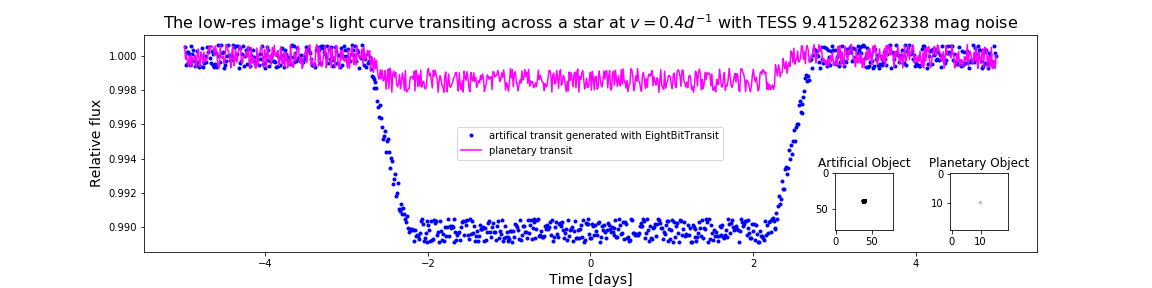 The low-res image's light curve transiting across a star at v = 0.4d⁻¹ with TESS 9.41528262338 mag noise
Relative flux
1.000
0.998
0.996
0.994
0.992
0.990
artifical transit generated with EightBitTransit
planetary transit
Artificial Object
0
50
0
50
Planetary Object
0
10
0
10
−4
−2
0
2
4
Time [days]